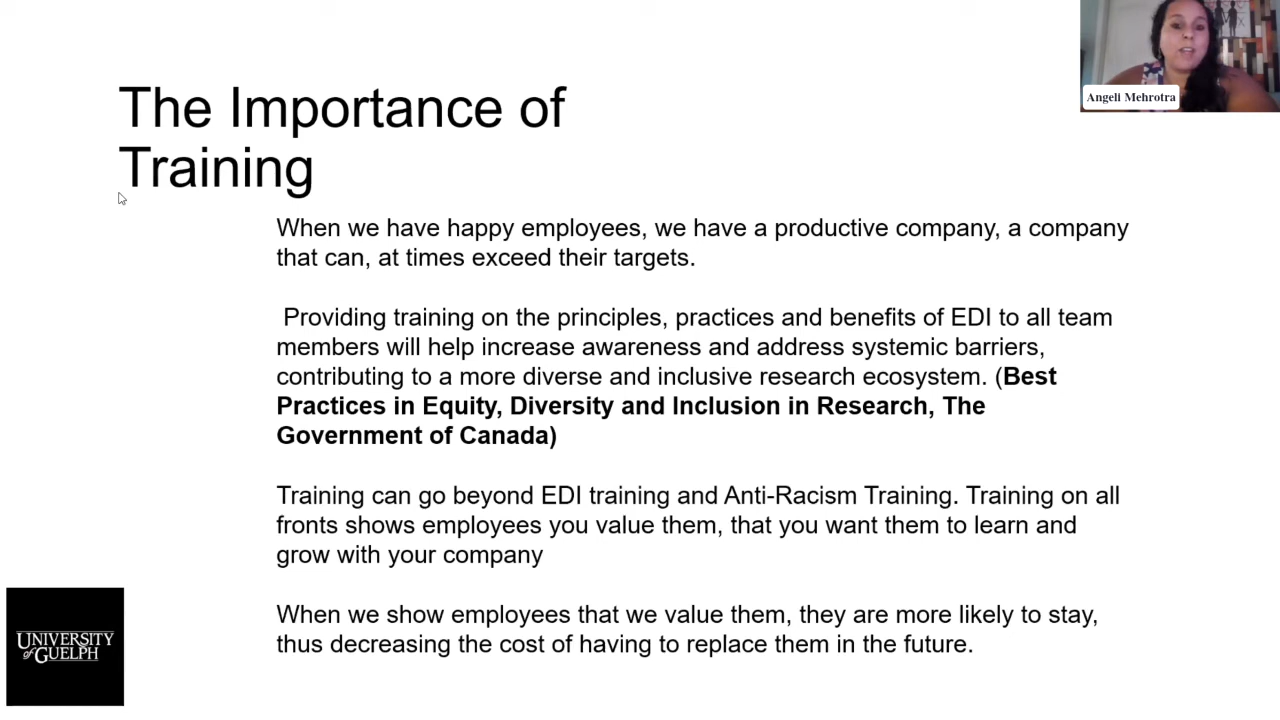 The Importance of
Training
Angeli Mehrotra
When we have happy employees, we have a productive company, a company
that can, at times exceed their targets.
Providing training on the principles, practices and benefits of EDI to all team
members will help increase awareness and address systemic barriers,
contributing to a more diverse and inclusive research ecosystem. (Best
Practices in Equity, Diversity and Inclusion in Research, The
Government of Canada)
Training can go beyond EDI training and Anti-Racism Training. Training on all
fronts shows employees you value them, that you want them to learn and
grow with your company
When we show employees that we value them, they are more likely to stay,
thus decreasing the cost of having to replace them in the future.
UNIVERSITY
of GUELPH